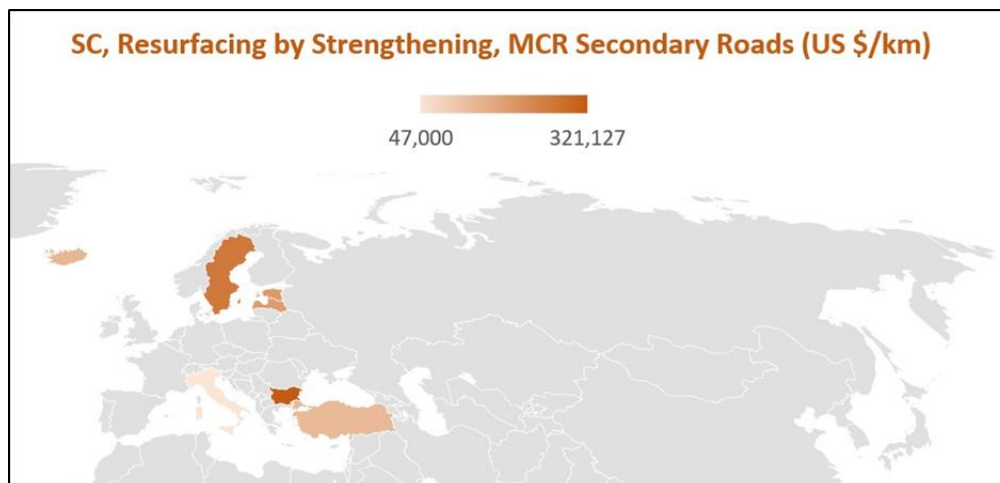 SC, Resurfacing by Strengthening, MCR Secondary Roads (US $/km)
47,000 321,127